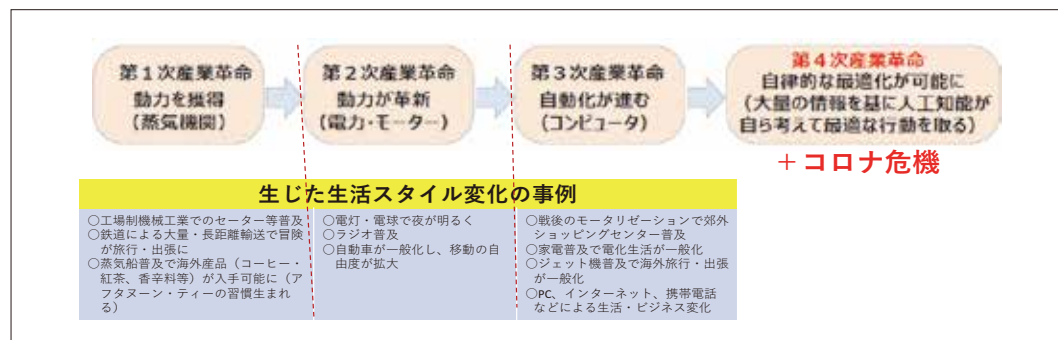 第1次産業革命
動力を獲得
(蒸気機関)
第2次産業革命
動力が革新
(電力・モーター)
第3次産業革命
自動化が進む
(コンピュータ)
第4次産業革命
自律的な最適化が可能に
(大量の情報を基に人工知能が
自ら考えて最適な行動を取る)
＋コロナ危機
生じた生活スタイル変化の事例
○工場制機械工業でのセーター等普及
○鉄道による大量・長距離輸送で冒険
が旅行・出張に
○蒸気船普及で海外産品（コーヒー・
紅茶、香辛料等）が入手可能に（ア
フタヌーン・ティーの習慣生まれ
る）
○電灯・電球で夜が明るく
○ラジオ普及
○自動車が一般化し、移動の自
由度が拡大
○戦後のモータリゼーションで郊外
ショッピングセンター普及
○家電普及で電化生活が一般化
○ジェット機普及で海外旅行・出張
が一般化
○PC、インターネット、携帯電話
などによる生活・ビジネス変化